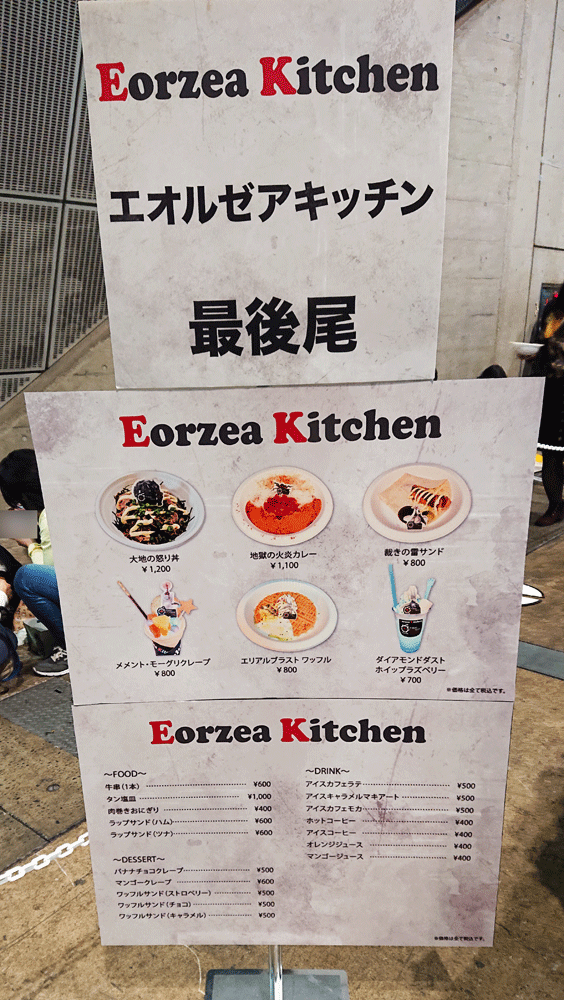 Eorzea Kitchen
エオルゼアキッチン
最後尾
Eorzea Kitchen
大地の怒り丼
¥1,200
地獄の火炎カレー
¥1,100
裁きの雷サンド
¥800
メメント・モーグリクレープ
¥800
エリアルブラスト ワッフル
¥800
ダイアモンドダスト
ホイップラズベリー
¥700
※価格は全て税込です。
Eorzea Kitchen
～FOOD～
牛串(1本) ¥600
タン塩皿 ¥1,000
肉巻きおにぎり ¥400
ラップサンド(ハム) ¥600
ラップサンド(ツナ) ¥600
～DESSERT～
バナナチョコクレープ ¥500
マンゴークレープ ¥600
ワッフルサンド(ストロベリー) ¥500
ワッフルサンド(チョコ) ¥500
ワッフルサンド(キャラメル) ¥500
～DRINK～
アイスカフェラテ ¥500
アイスキャラメルマキアート ¥500
アイスカフェモカ ¥500
ホットコーヒー ¥400
アイスコーヒー ¥400
オレンジジュース ¥400
マンゴージュース ¥400
※価格は全て税込です。